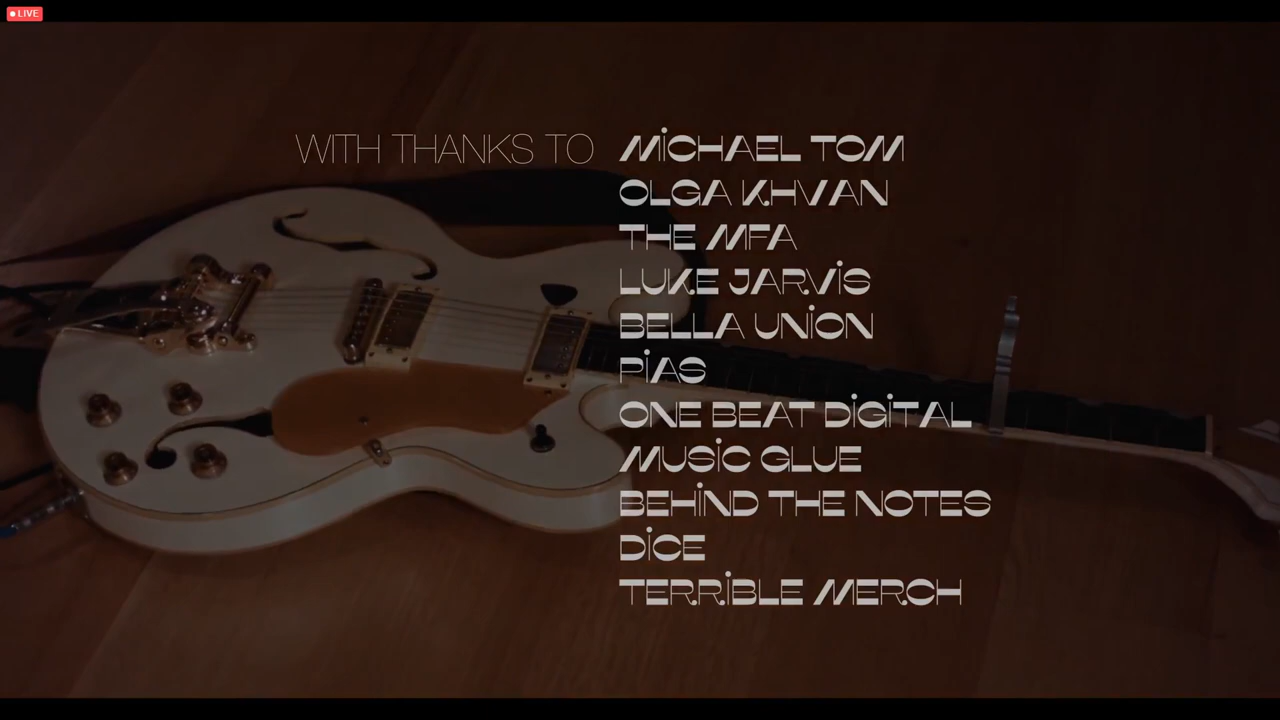 LIVE
WITH THANKS TO MiCHAEL TOM
OLGA KHVAN
THE MFA
LUKE JARViS
BELLA UNiON
PiAS
ONE BEAT DiGiTAL
MUSiC GLUE
BEHiND THE NOTES
DiCE
TERRiBLE MERCH